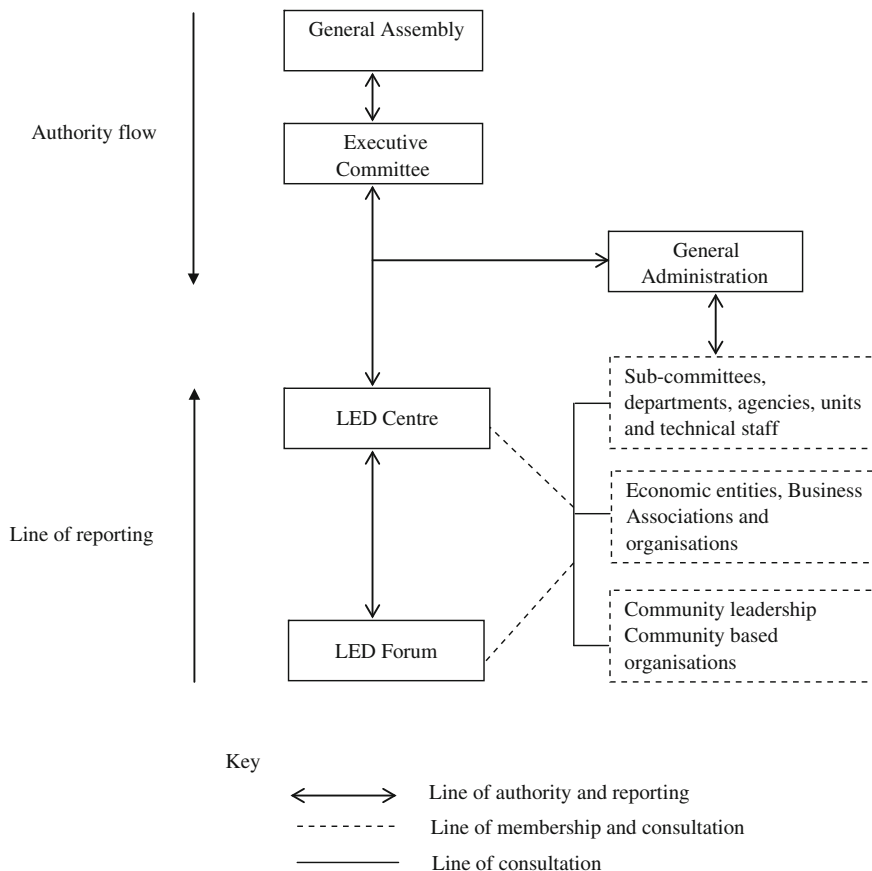 General Assembly
Authority flow
Executive
Committee
General
Administration
Sub-committees,
departments, agencies, units
and technical staff
LED Centre
Economic entities, Business
Associations and
organisations
Line of reporting
Community leadership
Community based
organisations
LED Forum
Key
Line of authority and reporting
Line of membership and consultation
Line of consultation